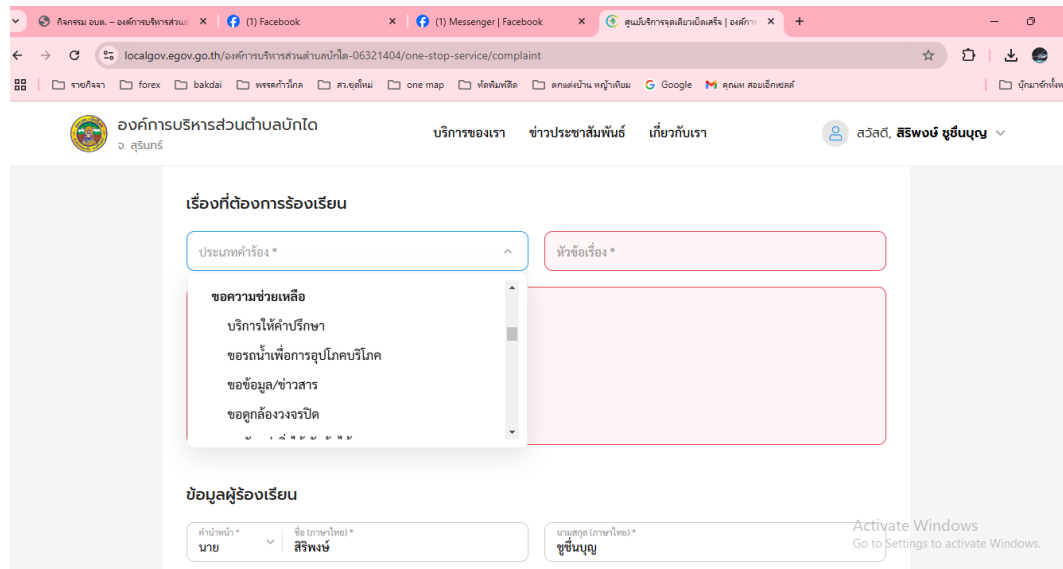 กิจกรรม อบต. – องค์การบริหารส่วนตำ
(1) Facebook
(1) Messenger | Facebook
ศูนย์บริการจุดเดียวเบ็ดเสร็จ | องค์กา
localgov.egov.go.th/องค์การบริหารส่วนตำบลบักได-06321404/one-stop-service/complaint
รายกิจจา forex bakdai พรรคก้าวไกล สว.ชุดใหม่ one map ทัดพิมพ์ดีด ตกแต่งบ้าน หญ้าเทียม Google คุณเท สอบเอ็กเซลล์ บุ๊กมาร์กทั้งห
องค์การบริหารส่วนตำบลบักได
จ. สุรินทร์
บริการของเรา ข่าวประชาสัมพันธ์ เกี่ยวกับเรา
สวัสดี, สิริพงษ์ ชูชื่นบุญ
เรื่องที่ต้องการร้องเรียน
ประเภทคำร้อง * หัวข้อเรื่อง *
ขอความช่วยเหลือ
บริการให้คำปรึกษา
ขอรถน้ำเพื่อการอุปโภคบริโภค
ขอข้อมูล/ข่าวสาร
ขอดูกล้องวงจรปิด
ข้อมูลผู้ร้องเรียน
คำนำหน้า * ชื่อ (ภาษาไทย) * นามสกุล (ภาษาไทย) *
นาย สิริพงษ์ ชูชื่นบุญ
Activate Windows
Go to Settings to activate Windows.